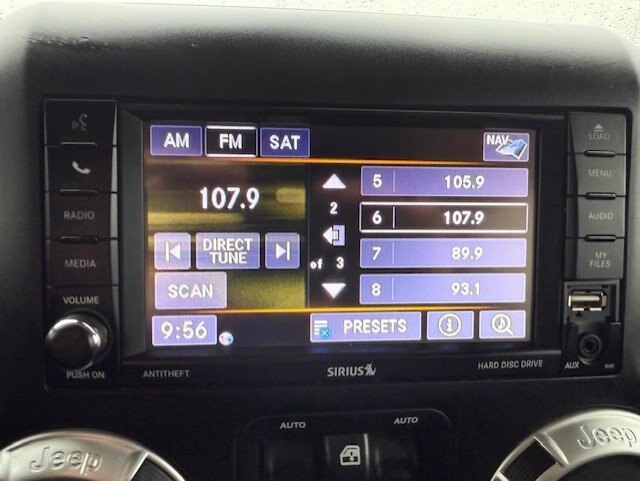 AM FM SAT NAV
LOAD
MENU
RADIO
AUDIO
MEDIA
MY
FILES
VOLUME
PUSH ON
107.9
DIRECT
TUNE
SCAN
2
of 3
5 105.9
6 107.9
7 89.9
8 93.1
9:56
PRESETS
i
ANTITHEFT
SIRIUS
HARD DISC DRIVE
AUX
AUTO
AUTO
Jeep
Jeep